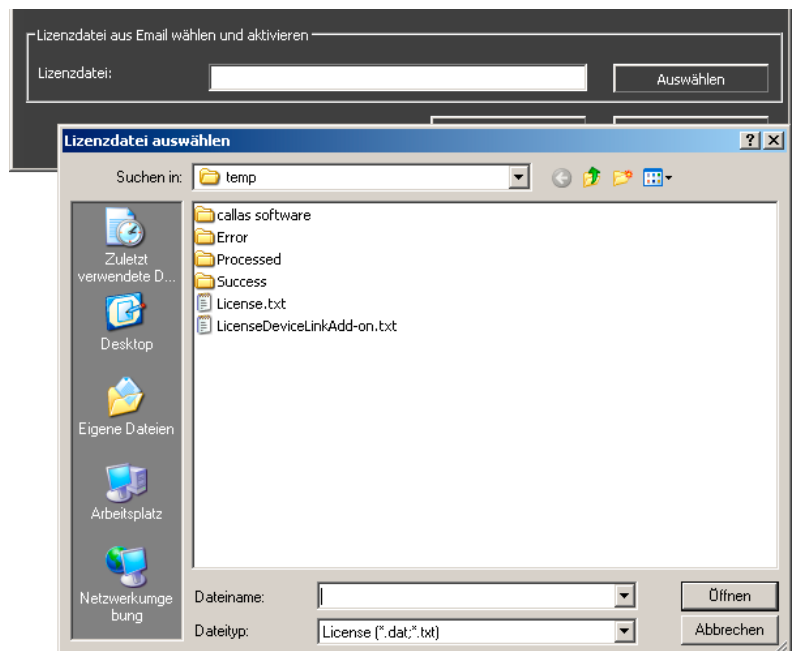 Lizenzdatei aus Email wählen und aktivieren
Lizenzdatei:
Auswählen
Lizenzdatei auswählen
Suchen in:
temp
Zuletzt
verwendete D...
Desktop
Eigene Dateien
Arbeitsplatz
Netzwerkumge
bung
callas software
Error
Processed
Success
License.txt
LicenseDeviceLinkAdd-on.txt
Dateiname:
Öffnen
Dateityp:
License (*.dat;*.txt)
Abbrechen